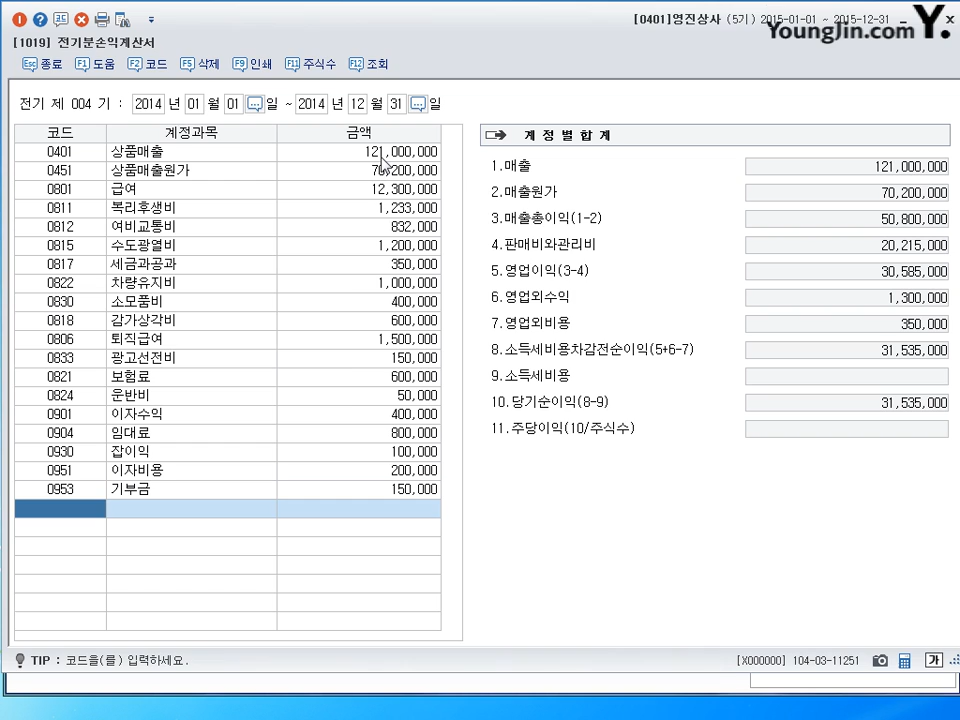 [0401]영진상사 (5기) 2015-01-01 ~ 2015-12-31
YoungJin.com Y.
[1019] 전기분손익계산서
Esc 종료 F1 도움 F2 코드 F5 삭제 F9 인쇄 F11 주식수 F12 조회
전기 제 004 기 : 2014 년 01 월 01 일 ~ 2014 년 12 월 31 일
코드 계정과목 금액
0401 상품매출 121,000,000
0451 상품매출원가 70,200,000
0801 급여 12,300,000
0811 복리후생비 1,233,000
0812 여비교통비 832,000
0815 수도광열비 1,200,000
0817 세금과공과 350,000
0822 차량유지비 1,000,000
0830 소모품비 400,000
0818 감가상각비 600,000
0806 퇴직급여 1,500,000
0833 광고선전비 150,000
0821 보험료 600,000
0824 운반비 50,000
0901 이자수익 400,000
0904 임대료 800,000
0930 잡이익 100,000
0951 이자비용 200,000
0953 기부금 150,000
계 정 별 합 계
1.매출 121,000,000
2.매출원가 70,200,000
3.매출총이익(1-2) 50,800,000
4.판매비와관리비 20,215,000
5.영업이익(3-4) 30,585,000
6.영업외수익 1,300,000
7.영업외비용 350,000
8.소득세비용차감전순이익(5+6-7) 31,535,000
9.소득세비용
10.당기순이익(8-9) 31,535,000
11.주당이익(10/주식수)
TIP : 코드을(를) 입력하세요.
[X000000] 104-03-11251
가